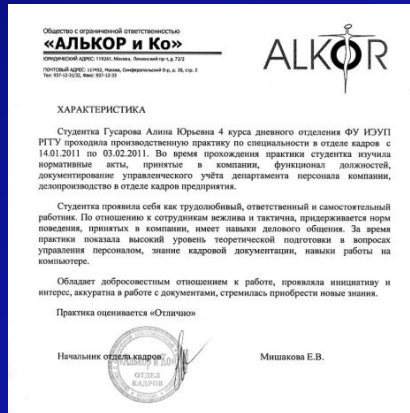 Общество с ограниченной ответственностью
«АЛЬКОР и Ко»
ЮРИДИЧЕСКИЙ АДРЕС: 119261, Москва, Ленинский пр-т, д. 72/2
ПОЧТОВЫЙ АДРЕС: 117452, Москва, Симферопольский б-р, д. 28, стр. 2
Тел: 937-12-31/32, Факс: 937-12-33
ALKOR
ХАРАКТЕРИСТИКА
Студентка Гусарова Алина Юрьевна 4 курса дневного отделения ФУ ИЭУП
РГГУ проходила производственную практику по специальности в отделе кадров с
14.01.2011 по 03.02.2011. Во время прохождения практики студентка изучила
нормативные акты, принятые в компании, функционал должностей,
документирование управленческого учёта департамента персонала компании,
делопроизводство в отделе кадров предприятия.
Студентка проявила себя как трудолюбивый, ответственный и самостоятельный
работник. По отношению к сотрудникам вежлива и тактична, придерживается норм
поведения, принятых в компании, имеет навыки делового общения. За время
практики показала высокий уровень теоретической подготовки в вопросах
управления персоналом, знание кадровой документации, навыки работы на
компьютере.
Обладает добросовестным отношением к работе, проявляла инициативу и
интерес, аккуратна в работе с документами, стремилась приобрести новые знания.
Практика оценивается «Отлично»
Начальник отдела кадров Мишакова Е.В.
ОТДЕЛ
КАДРОВ